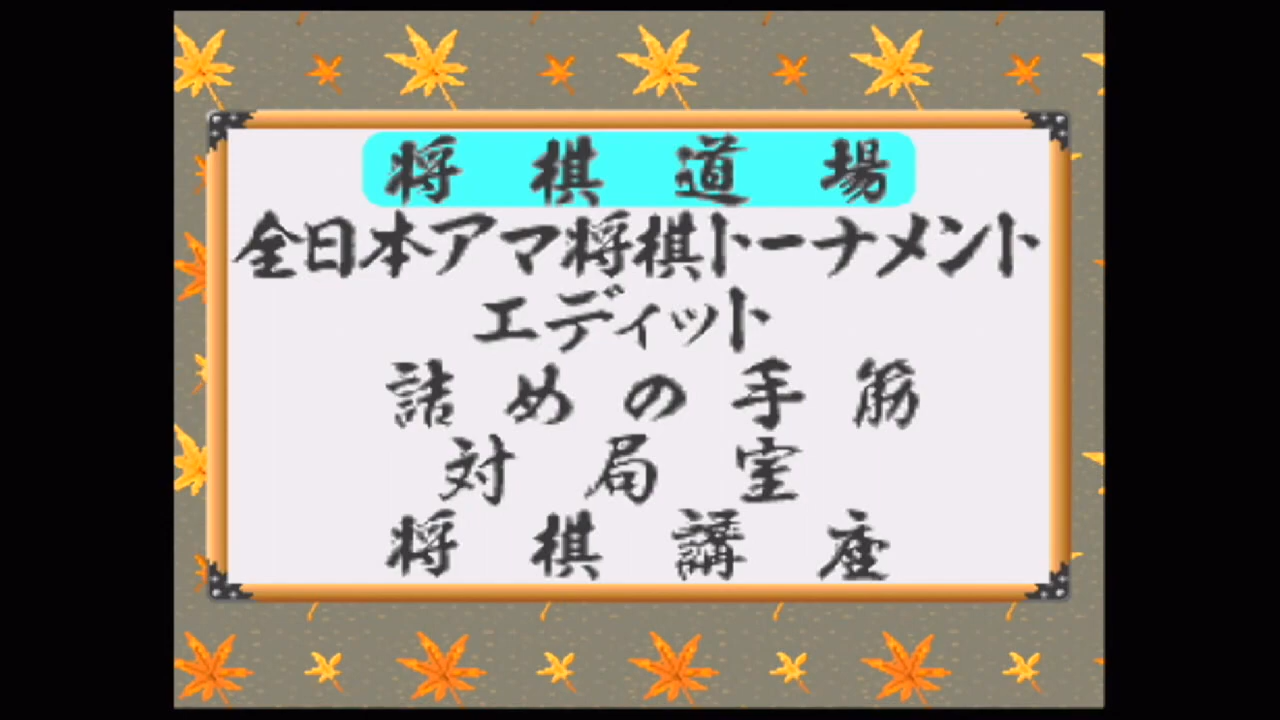 将棋道場
全日本アマ将棋トーナメント
エディット
詰めの手筋
対局室
将棋講座